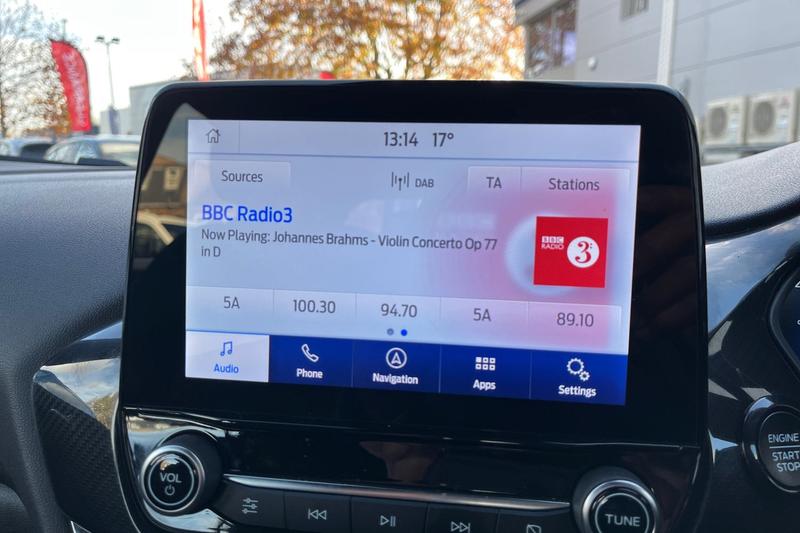 13:14 17°
Sources
DAB
TA
Stations
BBC Radio3
Now Playing: Johannes Brahms - Violin Concerto Op 77
in D
BBC
RADIO 3
5A 100.30 94.70 5A 89.10
Audio
Phone
Navigation
Apps
Settings
VOL
TUNE
ENGINE
START
STOP